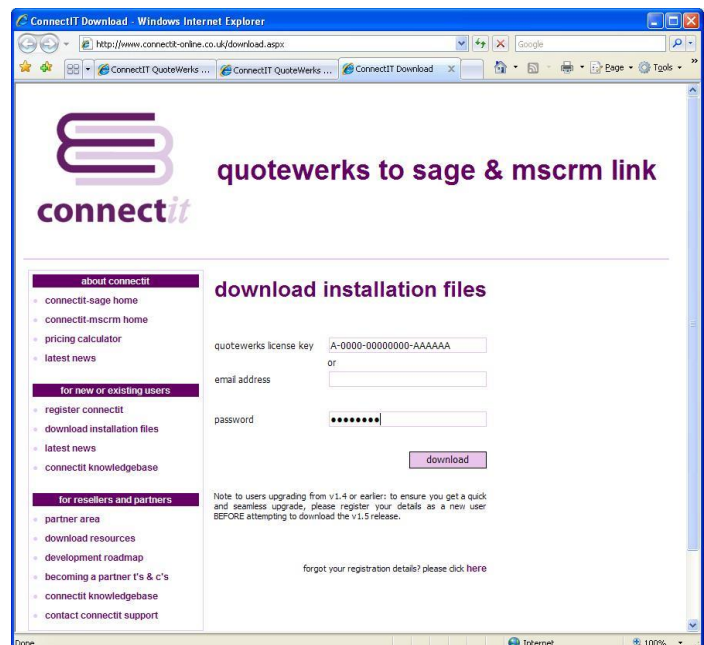 ConnectIT Download - Windows Internet Explorer
http://www.connectit-online.co.uk/download.aspx
Google
ConnectIT QuoteWerks ...
ConnectIT QuoteWerks ...
ConnectIT Download
Page
Tools
connectit
quotewerks to sage & mscrm link
about connectit
connectit-sage home
connectit-mscrm home
pricing calculator
latest news
for new or existing users
register connectit
download installation files
latest news
connectit knowledgebase
for resellers and partners
partner area
download resources
development roadmap
becoming a partner t's & c's
connectit knowledgebase
contact connectit support
download installation files
quotewerks license key A-0000-00000000-AAAAAA
or
email address
password ●●●●●●●●
download
Note to users upgrading from v1.4 or earlier: to ensure you get a quick
and seamless upgrade, please register your details as a new user
BEFORE attempting to download the v1.5 release.
forgot your registration details? please click here
Done
Internet
100%